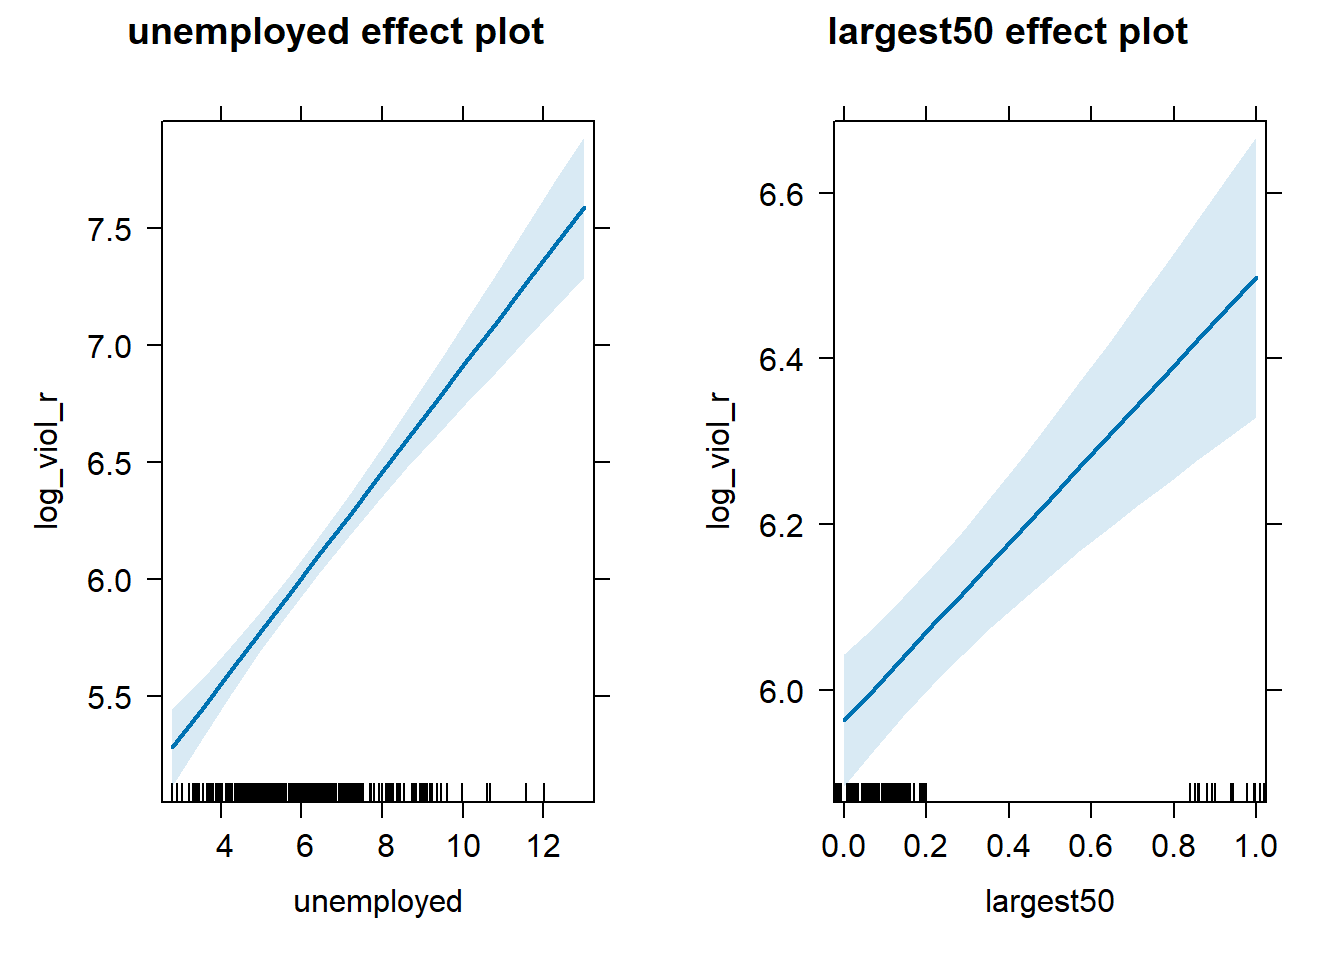 unemployed effect plot
log_viol_r
7.5
7.0
6.5
6.0
5.5
4 6 8 10 12
unemployed
largest50 effect plot
log_viol_r
6.6
6.4
6.2
6.0
0.0 0.2 0.4 0.6 0.8 1.0
largest50